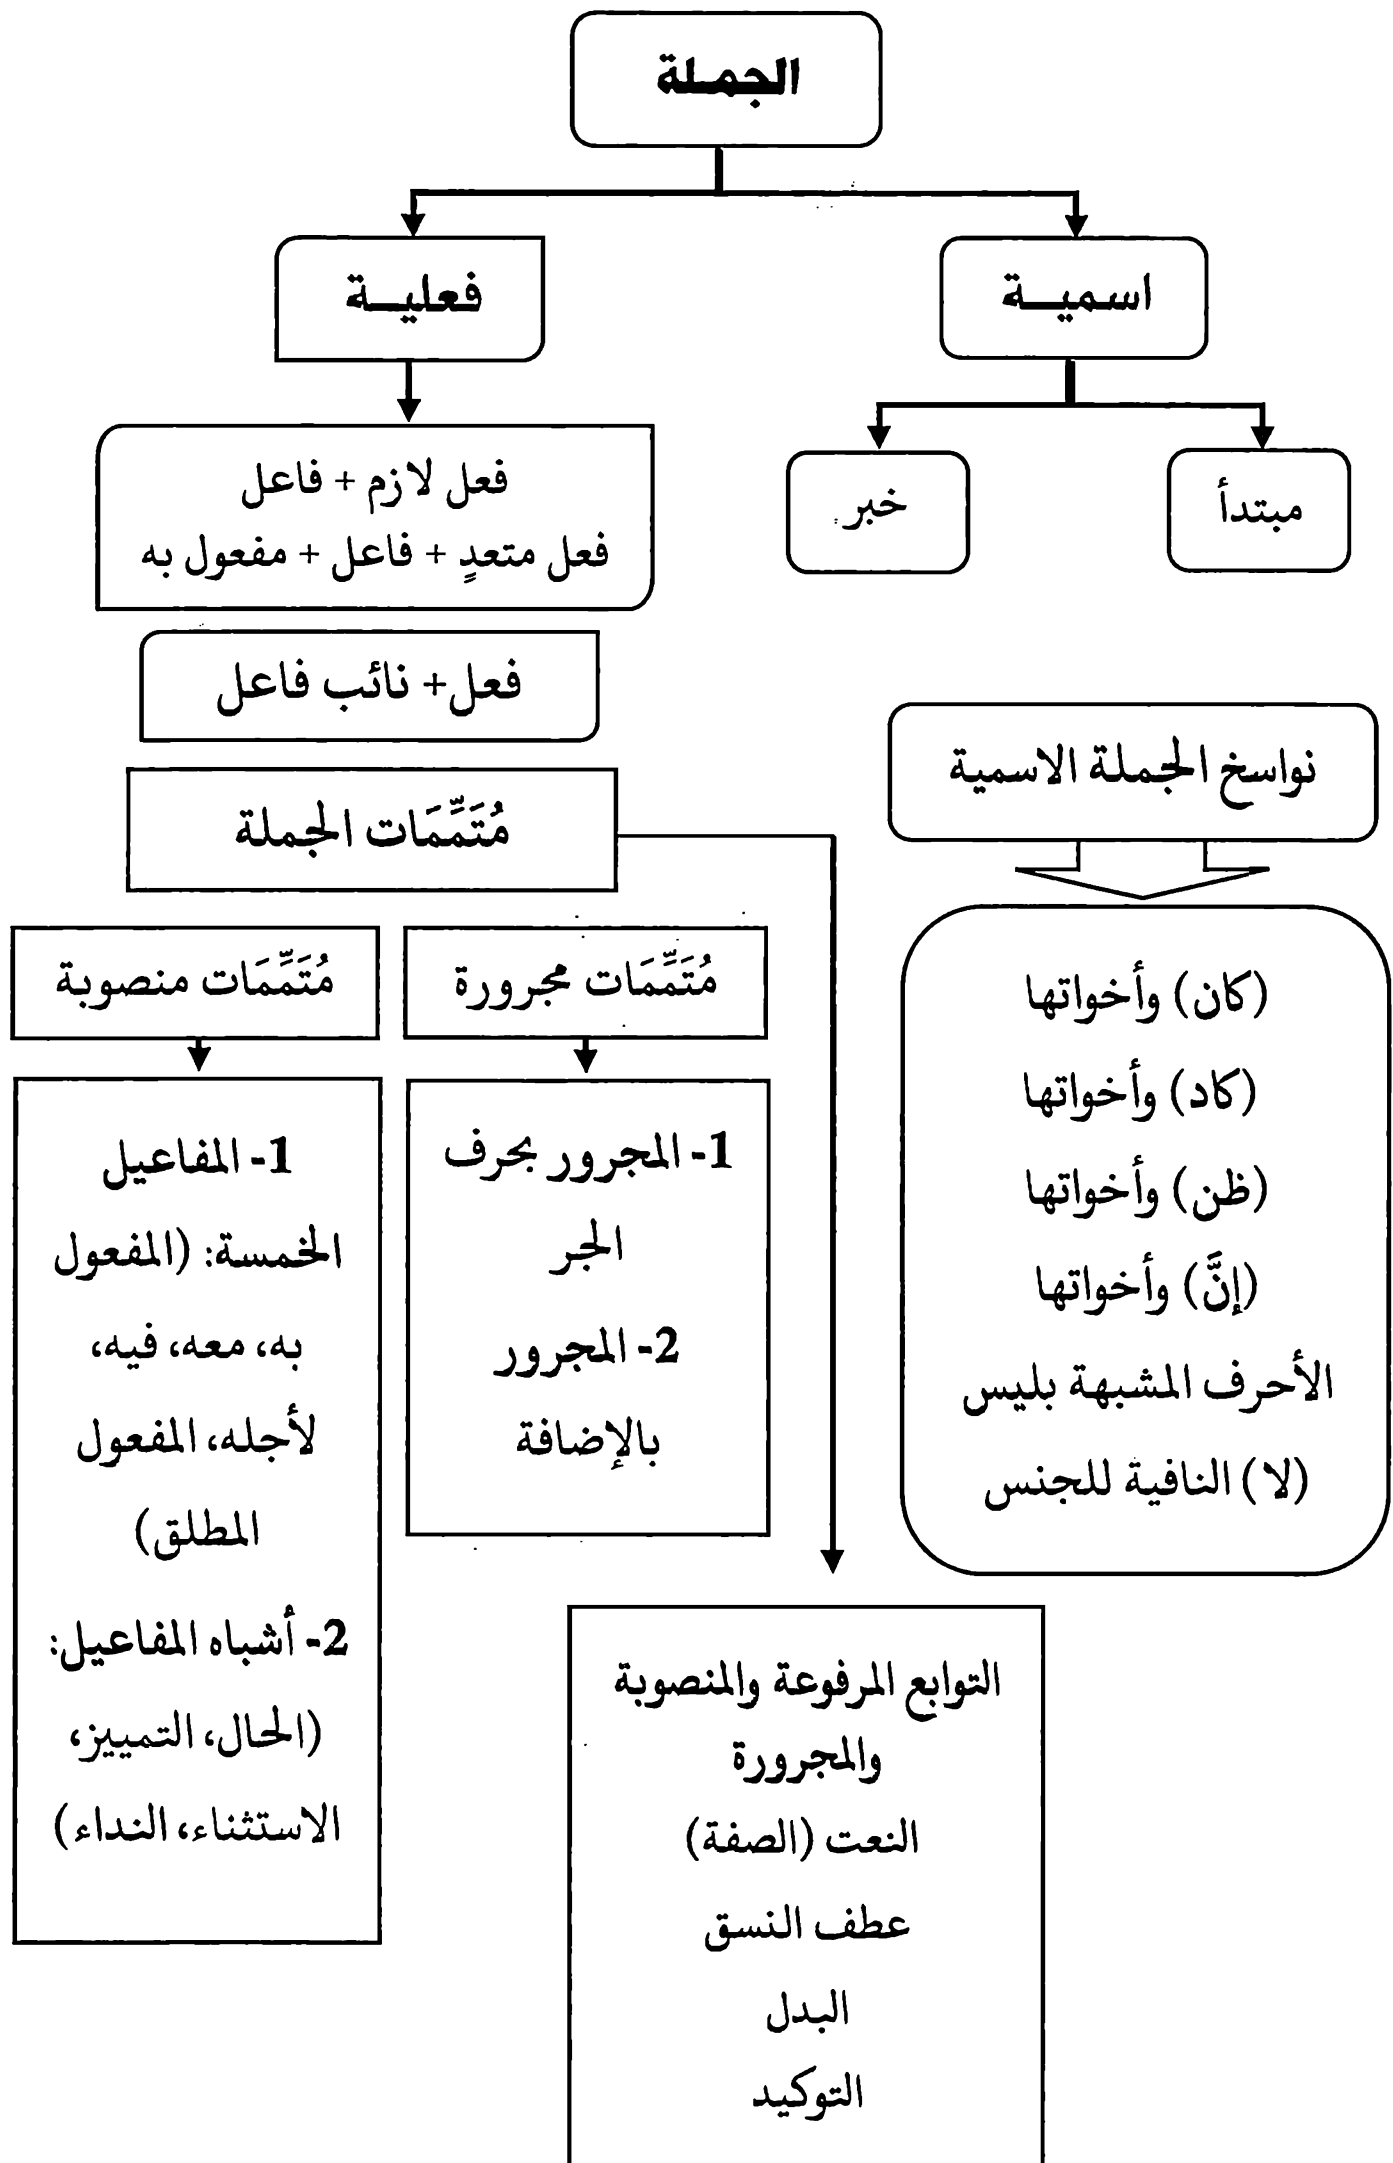 الجملة
اسمية
فعلية
مبتدأ
خبر
فعل لازم + فاعل
فعل متعدٍ + فاعل + مفعول به
فعل+ نائب فاعل
نواسخ الجملة الاسمية
(كان) وأخواتها
(كاد) وأخواتها
(ظن) وأخواتها
(إنَّ) وأخواتها
الأحرف المشبهة بليس
(لا) النافية للجنس
مُتَمِّمَات الجملة
مُتَمِّمَات مجرورة
1- المجرور بحرف
الجر
2- المجرور
بالإضافة
مُتَمِّمَات منصوبة
1- المفاعيل
الخمسة: (المفعول
به، معه، فيه،
لأجله، المفعول
المطلق)
2- أشباه المفاعيل:
(الحال، التمييز،
الاستثناء، النداء)
التوابع المرفوعة والمنصوبة
والمجرورة
النعت (الصفة)
عطف النسق
البدل
التوكيد